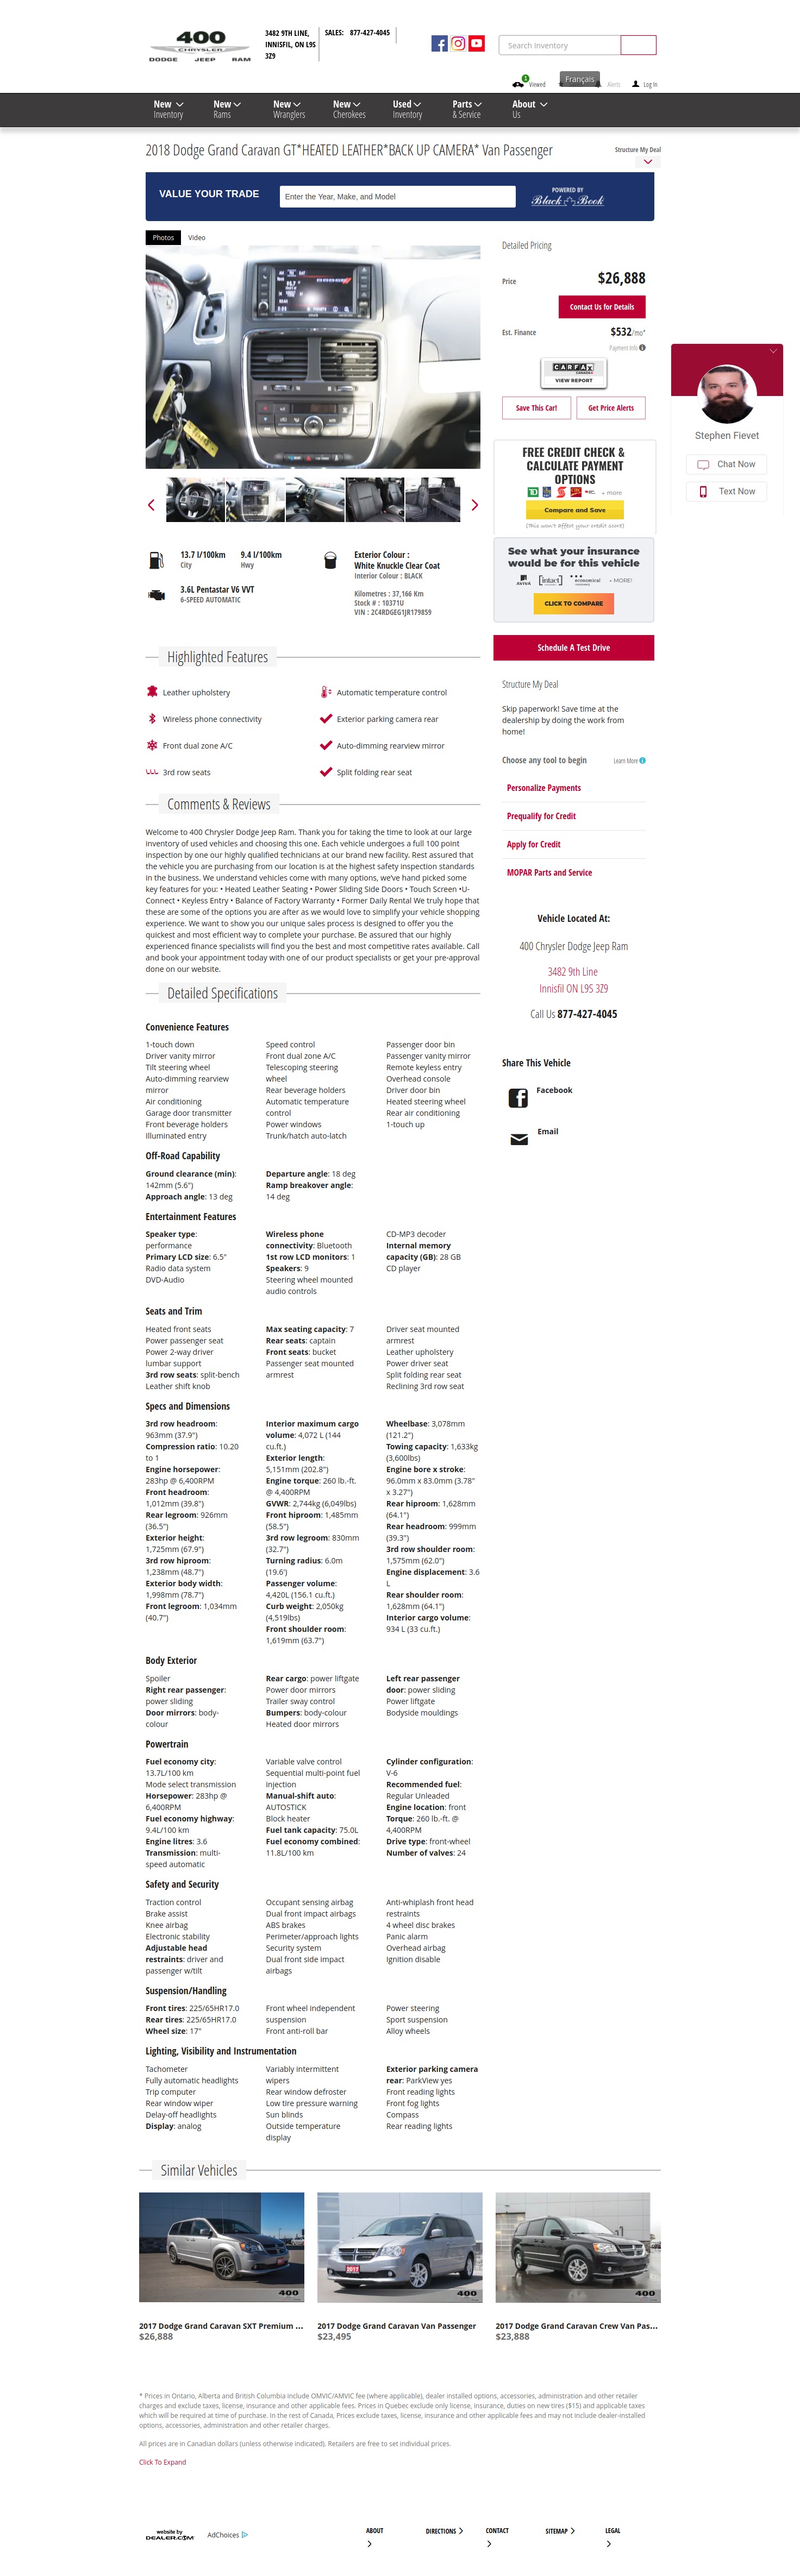 400
CHRYSLER
DODGE JEEP RAM
3482 9TH LINE,
INNISFIL, ON L9S
3Z9
SALES: 877-427-4045
Search Inventory
1
Viewed
Français
Alerts
Log In
New
Inventory
New
Rams
New
Wranglers
New
Cherokees
Used
Inventory
Parts
& Service
About
Us
2018 Dodge Grand Caravan GT*HEATED LEATHER*BACK UP CAMERA* Van Passenger
Structure My Deal
VALUE YOUR TRADE
Enter the Year, Make, and Model
POWERED BY
Black Book
Photos
Video
Detailed Pricing
Price
$26,888
Contact Us for Details
Est. Finance
$532/mo*
Payment Info
CARFAX
CANADA
VIEW REPORT
Save This Car!
Get Price Alerts
Stephen Fievet
Chat Now
Text Now
FREE CREDIT CHECK &
CALCULATE PAYMENT
OPTIONS
+ more
Compare and Save
(This won't affect your credit score)
See what your insurance
would be for this vehicle
AVIVA
[intact]
economical
+ MORE!
CLICK TO COMPARE
13.7 l/100km
City
9.4 l/100km
Hwy
3.6L Pentastar V6 VVT
6-SPEED AUTOMATIC
Exterior Colour :
White Knuckle Clear Coat
Interior Colour : BLACK
Kilometres : 37,166 Km
Stock # : 10371U
VIN : 2C4RDGEG1JR179859
Schedule A Test Drive
Highlighted Features
Leather upholstery
Automatic temperature control
Wireless phone connectivity
Exterior parking camera rear
Front dual zone A/C
Auto-dimming rearview mirror
3rd row seats
Split folding rear seat
Structure My Deal
Skip paperwork! Save time at the
dealership by doing the work from
home!
Choose any tool to begin
Learn More
Personalize Payments
Prequalify for Credit
Apply for Credit
MOPAR Parts and Service
Comments & Reviews
Welcome to 400 Chrysler Dodge Jeep Ram. Thank you for taking the time to look at our large
inventory of used vehicles and choosing this one. Each vehicle undergoes a full 100 point
inspection by one our highly qualified technicians at our brand new facility. Rest assured that
the vehicle you are purchasing from our location is at the highest safety inspection standards
in the business. We understand vehicles come with many options, we've hand picked some
key features for you: • Heated Leather Seating • Power Sliding Side Doors • Touch Screen •U-
Connect • Keyless Entry • Balance of Factory Warranty • Former Daily Rental We truly hope that
these are some of the options you are after as we would love to simplify your vehicle shopping
experience. We want to show you our unique sales process is designed to offer you the
quickest and most efficient way to complete your purchase. Be assured that our highly
experienced finance specialists will find you the best and most competitive rates available. Call
and book your appointment today with one of our product specialists or get your pre-approval
done on our website.
Vehicle Located At:
400 Chrysler Dodge Jeep Ram
3482 9th Line
Innisfil ON L9S 3Z9
Call Us 877-427-4045
Share This Vehicle
Facebook
Email
Detailed Specifications
Convenience Features
1-touch down
Driver vanity mirror
Tilt steering wheel
Auto-dimming rearview
mirror
Air conditioning
Garage door transmitter
Front beverage holders
Illuminated entry
Speed control
Front dual zone A/C
Telescoping steering
wheel
Rear beverage holders
Automatic temperature
control
Power windows
Trunk/hatch auto-latch
Passenger door bin
Passenger vanity mirror
Remote keyless entry
Overhead console
Driver door bin
Heated steering wheel
Rear air conditioning
1-touch up
Off-Road Capability
Ground clearance (min):
142mm (5.6")
Approach angle: 13 deg
Departure angle: 18 deg
Ramp breakover angle:
14 deg
Entertainment Features
Speaker type:
performance
Primary LCD size: 6.5"
Radio data system
DVD-Audio
Wireless phone
connectivity: Bluetooth
1st row LCD monitors: 1
Speakers: 9
Steering wheel mounted
audio controls
CD-MP3 decoder
Internal memory
capacity (GB): 28 GB
CD player
Seats and Trim
Heated front seats
Power passenger seat
Power 2-way driver
lumbar support
3rd row seats: split-bench
Leather shift knob
Max seating capacity: 7
Rear seats: captain
Front seats: bucket
Passenger seat mounted
armrest
Driver seat mounted
armrest
Leather upholstery
Power driver seat
Split folding rear seat
Reclining 3rd row seat
Specs and Dimensions
3rd row headroom:
963mm (37.9")
Compression ratio: 10.20
to 1
Engine horsepower:
283hp @ 6,400RPM
Front headroom:
1,012mm (39.8")
Rear legroom: 926mm
(36.5")
Exterior height:
1,725mm (67.9")
3rd row hiproom:
1,238mm (48.7")
Exterior body width:
1,998mm (78.7")
Front legroom: 1,034mm
(40.7")
Interior maximum cargo
volume: 4,072 L (144
cu.ft.)
Exterior length:
5,151mm (202.8")
Engine torque: 260 lb.-ft.
@ 4,400RPM
GVWR: 2,744kg (6,049lbs)
Front hiproom: 1,485mm
(58.5")
3rd row legroom: 830mm
(32.7")
Turning radius: 6.0m
(19.6')
Passenger volume:
4,420L (156.1 cu.ft.)
Curb weight: 2,050kg
(4,519lbs)
Front shoulder room:
1,619mm (63.7")
Wheelbase: 3,078mm
(121.2")
Towing capacity: 1,633kg
(3,600lbs)
Engine bore x stroke:
96.0mm x 83.0mm (3.78"
x 3.27")
Rear hiproom: 1,628mm
(64.1")
Rear headroom: 999mm
(39.3")
3rd row shoulder room:
1,575mm (62.0")
Engine displacement: 3.6
L
Rear shoulder room:
1,628mm (64.1")
Interior cargo volume:
934 L (33 cu.ft.)
Body Exterior
Spoiler
Right rear passenger:
power sliding
Door mirrors: body-
colour
Rear cargo: power liftgate
Power door mirrors
Trailer sway control
Bumpers: body-colour
Heated door mirrors
Left rear passenger
door: power sliding
Power liftgate
Bodyside mouldings
Powertrain
Fuel economy city:
13.7L/100 km
Mode select transmission
Horsepower: 283hp @
6,400RPM
Fuel economy highway:
9.4L/100 km
Engine litres: 3.6
Transmission: multi-
speed automatic
Variable valve control
Sequential multi-point fuel
injection
Manual-shift auto:
AUTOSTICK
Block heater
Fuel tank capacity: 75.0L
Fuel economy combined:
11.8L/100 km
Cylinder configuration:
V-6
Recommended fuel:
Regular Unleaded
Engine location: front
Torque: 260 lb.-ft. @
4,400RPM
Drive type: front-wheel
Number of valves: 24
Safety and Security
Traction control
Brake assist
Knee airbag
Electronic stability
Adjustable head
restraints: driver and
passenger w/tilt
Occupant sensing airbag
Dual front impact airbags
ABS brakes
Perimeter/approach lights
Security system
Dual front side impact
airbags
Anti-whiplash front head
restraints
4 wheel disc brakes
Panic alarm
Overhead airbag
Ignition disable
Suspension/Handling
Front tires: 225/65HR17.0
Rear tires: 225/65HR17.0
Wheel size: 17"
Front wheel independent
suspension
Front anti-roll bar
Power steering
Sport suspension
Alloy wheels
Lighting, Visibility and Instrumentation
Tachometer
Fully automatic headlights
Trip computer
Rear window wiper
Delay-off headlights
Display: analog
Variably intermittent
wipers
Rear window defroster
Low tire pressure warning
Sun blinds
Outside temperature
display
Exterior parking camera
rear: ParkView yes
Front reading lights
Front fog lights
Compass
Rear reading lights
Similar Vehicles
2017 Dodge Grand Caravan SXT Premium ...
$26,888
2017 Dodge Grand Caravan Van Passenger
$23,495
2017 Dodge Grand Caravan Crew Van Pas...
$23,888
* Prices in Ontario, Alberta and British Columbia include OMVIC/AMVIC fee (where applicable), dealer installed options, accessories, administration and other retailer
charges and exclude taxes, license, insurance and other applicable fees. Prices in Quebec exclude only license, insurance, duties on new tires ($15) and applicable taxes
which will be required at time of purchase. In the rest of Canada, Prices exclude taxes, license, insurance and other applicable fees and may not include dealer-installed
options, accessories, administration and other retailer charges.
All prices are in Canadian dollars (unless otherwise indicated). Retailers are free to set individual prices.
Click To Expand
website by
DEALER.COM
AdChoices
ABOUT
DIRECTIONS
CONTACT
SITEMAP
LEGAL